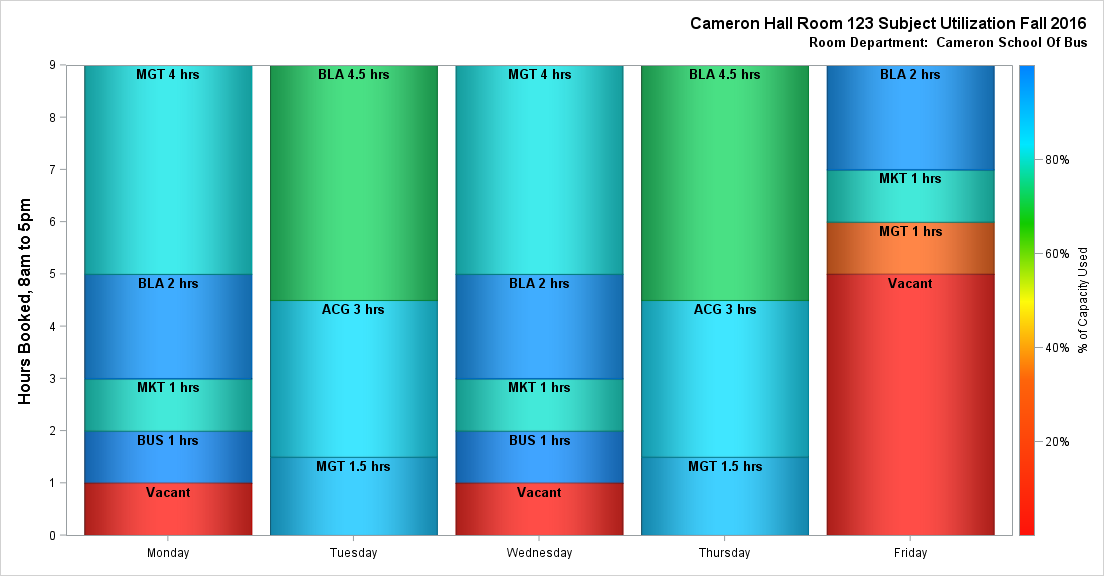 Cameron Hall Room 123 Subject Utilization Fall 2016
Room Department: Cameron School Of Bus
Hours Booked, 8am to 5pm
9
8
7
6
5
4
3
2
1
0
MGT 4 hrs
BLA 2 hrs
MKT 1 hrs
BUS 1 hrs
Vacant
Monday
BLA 4.5 hrs
ACG 3 hrs
MGT 1.5 hrs
Tuesday
MGT 4 hrs
BLA 2 hrs
MKT 1 hrs
BUS 1 hrs
Vacant
Wednesday
BLA 4.5 hrs
ACG 3 hrs
MGT 1.5 hrs
Thursday
BLA 2 hrs
MKT 1 hrs
MGT 1 hrs
Vacant
Friday
80%
60%
40%
20%
% of Capacity Used